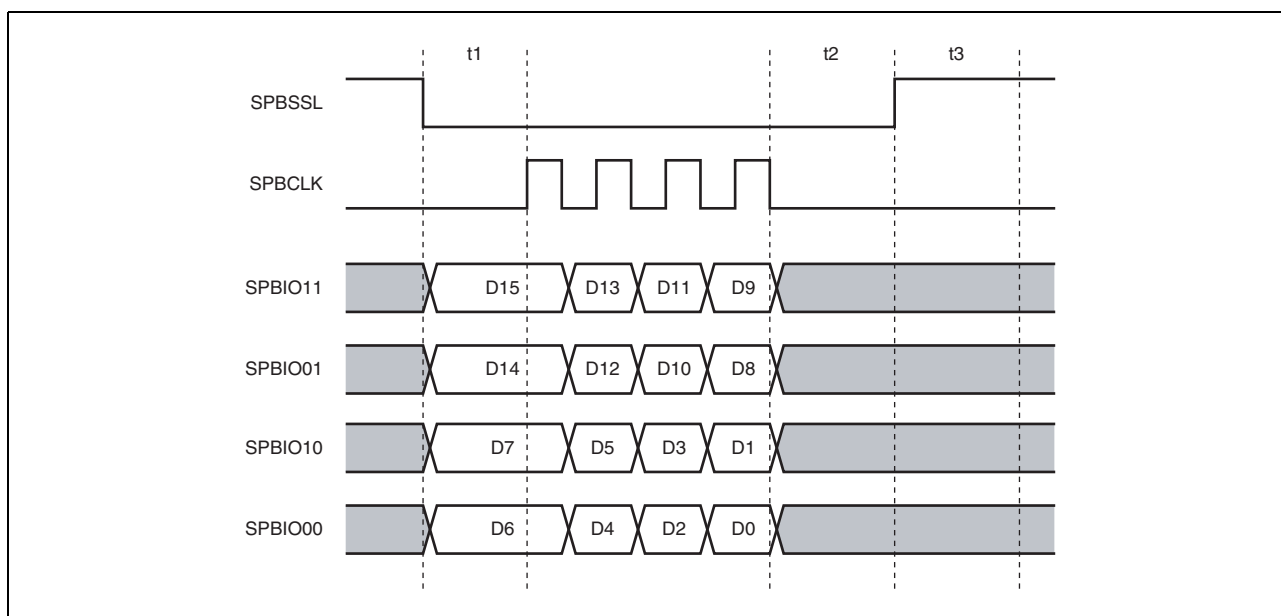 t1 t2 t3
SPBSSL
SPBCLK
SPBIO11 D15 D13 D11 D9
SPBIO01 D14 D12 D10 D8
SPBIO10 D7 D5 D3 D1
SPBIO00 D6 D4 D2 D0